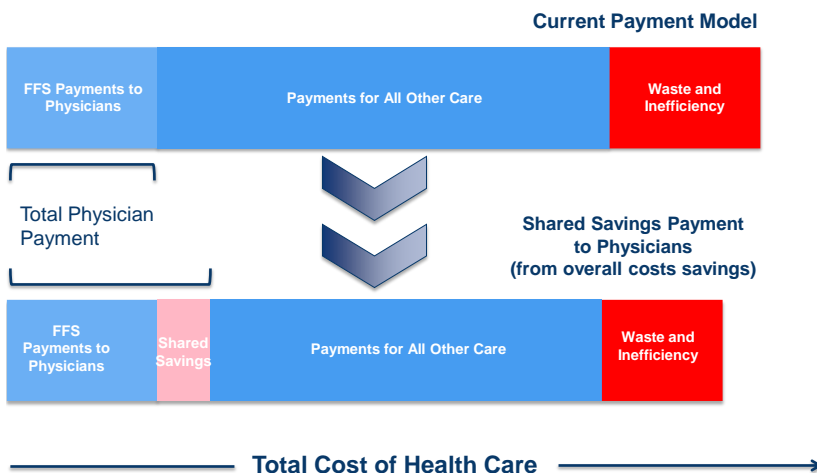 Current Payment Model
FFS Payments to
Physicians
Payments for All Other Care
Waste and
Inefficiency
Total Physician
Payment
Shared Savings Payment
to Physicians
(from overall costs savings)
FFS
Payments to
Physicians
Shared
Savings
Payments for All Other Care
Waste and
Inefficiency
Total Cost of Health Care